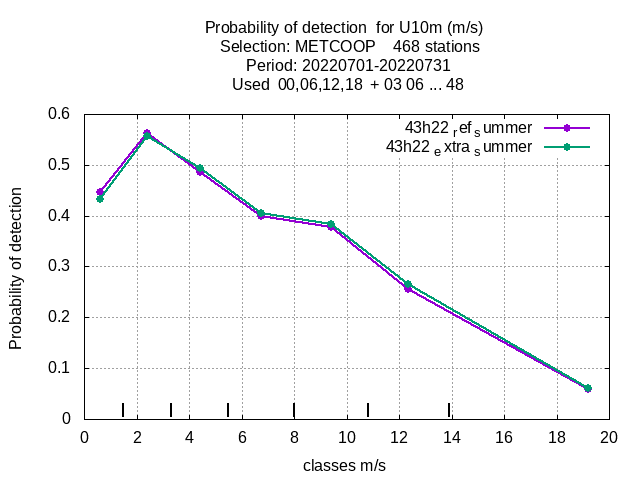 Probability of detection  for U10m (m/s)
Selection: METCOOP    468 stations
Period: 20220701-20220731
Used  00,06,12,18  + 03 06 ... 48
43h22 ref summer
43h22 extra summer
Probability of detection
0.6
0.5
0.4
0.3
0.2
0.1
0
0 2 4 6 8 10 12 14 16 18 20
classes m/s